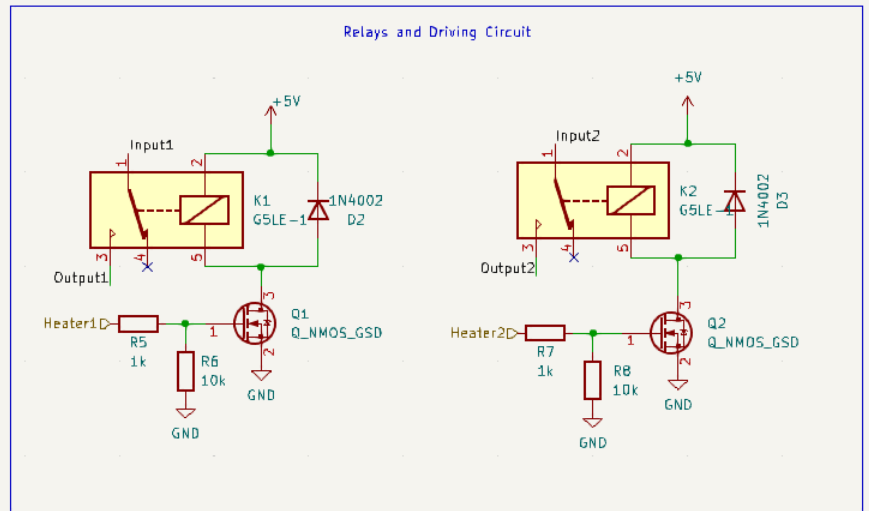 Relays and Driving Circuit
+5V
+5V
Input1
Input2
1
2
1
2
K1
G5LE-1
1N4002
D2
K2
G5LE-1
1N4002
D3
3
4
5
3
4
5
Output1
Output2
3
3
Heater1
Q1
Q_NMOS_GSD
Heater2
Q2
Q_NMOS_GSD
1
1
R5
1k
2
R7
1k
2
R6
10k
R8
10k
GND
GND
GND
GND